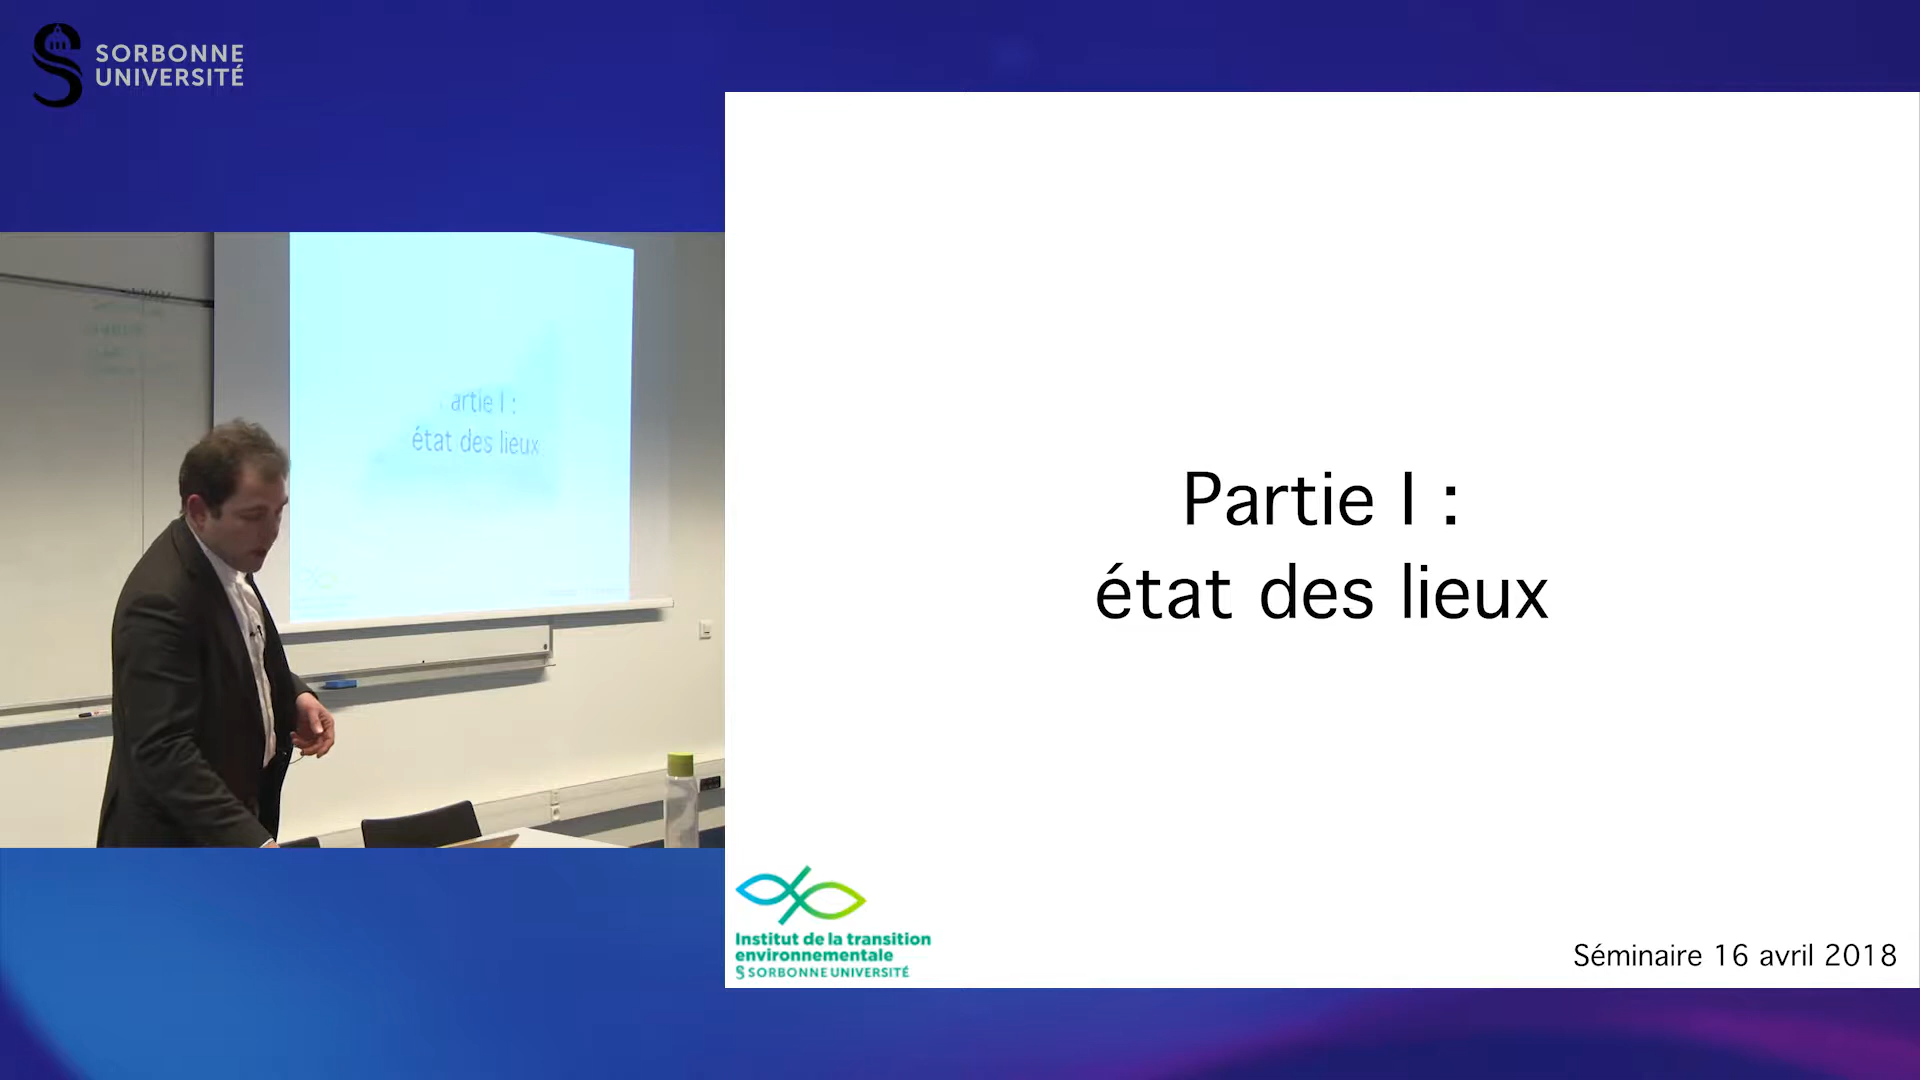 SORBONNE
UNIVERSITÉ
artie I :
état des lieux
Partie I :
état des lieux
Institut de la transition
environnementale
SORBONNE UNIVERSITÉ
Séminaire 16 avril 2018